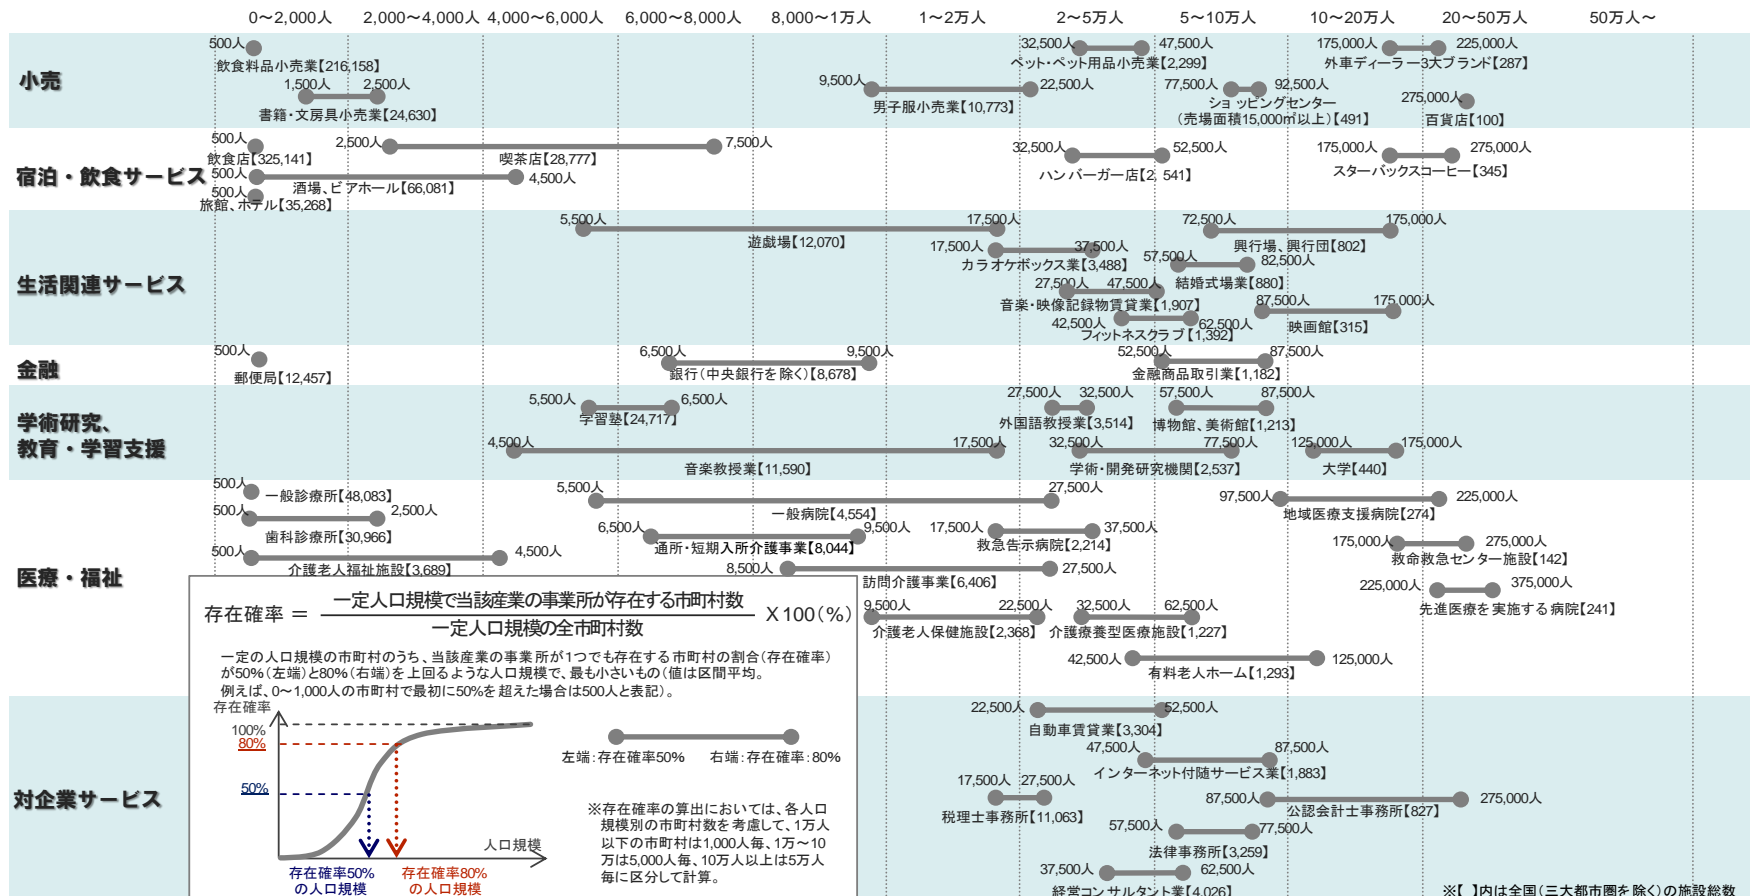 0～2,000人 2,000～4,000人 4,000～6,000人 6,000～8,000人 8,000～1万人 1～2万人 2～5万人 5～10万人 10～20万人 20～50万人 50万人～
小売
500人
飲食料品小売業【216,158】
1,500人 2,500人
書籍・文房具小売業【24,630】
9,500人 22,500人
男子服小売業【10,773】
32,500人 47,500人
ペット・ペット用品小売業【2,299】
77,500人 92,500人
ショッピングセンター
（売場面積15,000㎡以上）【491】
175,000人 225,000人
外車ディーラー3大ブランド【287】
275,000人
百貨店【100】
宿泊・飲食サービス
500人
飲食店【325,141】
2,500人 7,500人
喫茶店【28,777】
500人 4,500人
酒場、ビアホール【66,081】
500人
旅館、ホテル【35,268】
32,500人 52,500人
ハンバーガー店【2,541】
175,000人 275,000人
スターバックスコーヒー【345】
生活関連サービス
5,500人 17,500人
遊戯場【12,070】
17,500人 37,500人
カラオケボックス業【3,488】
27,500人 47,500人
音楽・映像記録物賃貸業【1,907】
42,500人 62,500人
フィットネスクラブ【1,392】
72,500人 175,000人
興行場、興行団【802】
57,500人 82,500人
結婚式場業【880】
87,500人 175,000人
映画館【315】
金融
500人
郵便局【12,457】
6,500人 9,500人
銀行（中央銀行を除く）【8,678】
52,500人 87,500人
金融商品取引業【1,182】
学術研究、
教育・学習支援
5,500人 6,500人
学習塾【24,717】
4,500人 17,500人
音楽教授業【11,590】
27,500人 32,500人
外国語教授業【3,514】
57,500人 87,500人
博物館、美術館【1,213】
32,500人 77,500人
学術・開発研究機関【2,537】
125,000人 175,000人
大学【440】
医療・福祉
500人
一般診療所【48,083】
500人 2,500人
歯科診療所【30,966】
500人 4,500人
介護老人福祉施設【3,689】
5,500人 27,500人
一般病院【4,554】
6,500人 9,500人
通所・短期入所介護事業【8,044】
17,500人 37,500人
救急告示病院【2,214】
8,500人 27,500人
訪問介護事業【6,406】
9,500人 22,500人
介護老人保健施設【2,368】
32,500人 62,500人
介護療養型医療施設【1,227】
42,500人 125,000人
有料老人ホーム【1,293】
97,500人 225,000人
地域医療支援病院【274】
175,000人 275,000人
救命救急センター施設【142】
225,000人 375,000人
先進医療を実施する病院【241】
対企業サービス
22,500人 52,500人
自動車賃貸業【3,304】
47,500人 87,500人
インターネット付随サービス業【1,883】
17,500人 27,500人
税理士事務所【11,063】
87,500人 275,000人
公認会計士事務所【827】
57,500人 77,500人
法律事務所【3,259】
37,500人 62,500人
経営コンサルタント業【4,026】
存在確率 ＝ 一定人口規模で当該産業の事業所が存在する市町村数 X100（%）
一定人口規模の全市町村数
一定の人口規模の市町村のうち、当該産業の事業所が1つでも存在する市町村の割合（存在確率）
が50%（左端）と80%（右端）を上回るような人口規模で、最も小さいもの（値は区間平均。
例えば、0～1,000人の市町村で最初に50%を超えた場合は500人と表記）。
存在確率
100%
80%
50%
人口規模
存在確率50%
の人口規模
存在確率80%
の人口規模
左端：存在確率50% 右端：存在確率：80%
※存在確率の算出においては、各人口
規模別の市町村数を考慮して、1万人
以下の市町村は1,000人毎、1万～10
万は5,000人毎、10万人以上は5万人
毎に区分して計算。
※【 】内は全国（三大都市圏を除く）の施設総数